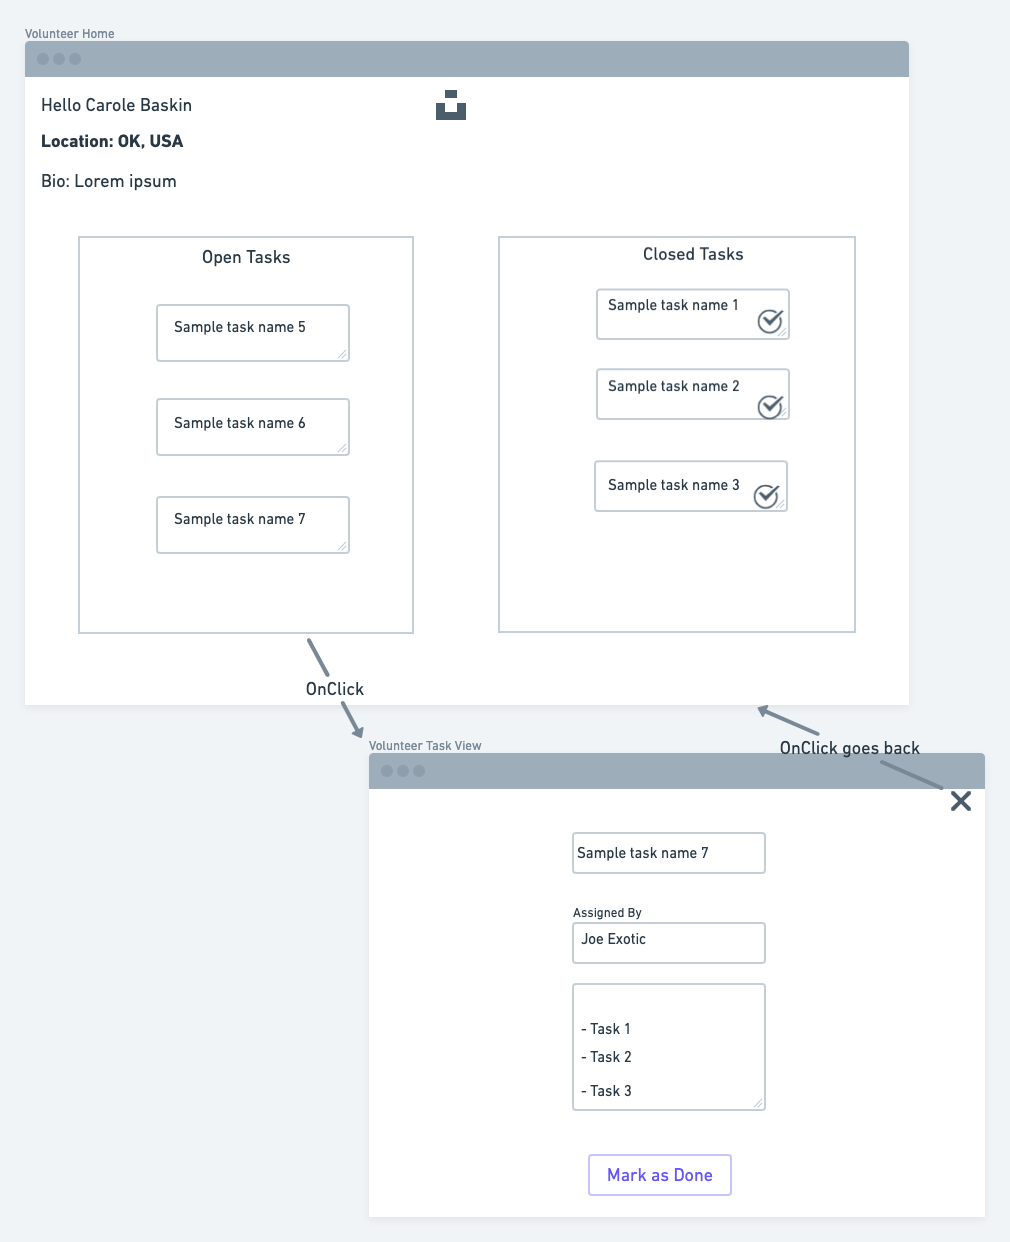 Volunteer Home
Hello Carole Baskin
Location: OK, USA
Bio: Lorem ipsum
Open Tasks
Sample task name 5
Sample task name 6
Sample task name 7
Closed Tasks
Sample task name 1
Sample task name 2
Sample task name 3
OnClick
OnClick goes back
Volunteer Task View
Sample task name 7
Assigned By
Joe Exotic
- Task 1
- Task 2
- Task 3
Mark as Done